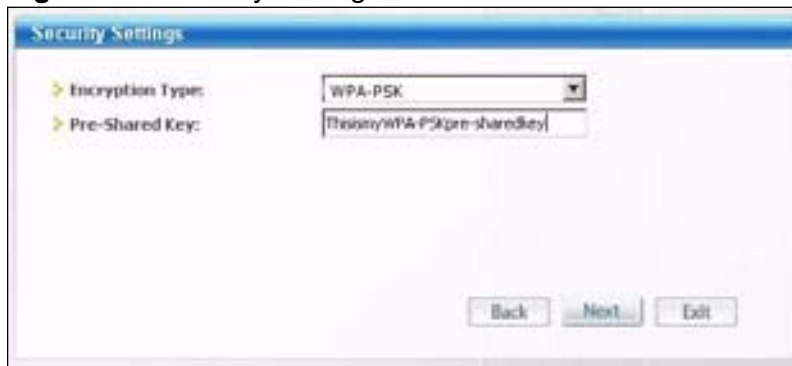 Security Settings
Encryption Type: WPA-PSK
Pre-Shared Key: ThisismyWPA-PSKpre-sharedkey
Back Next Exit